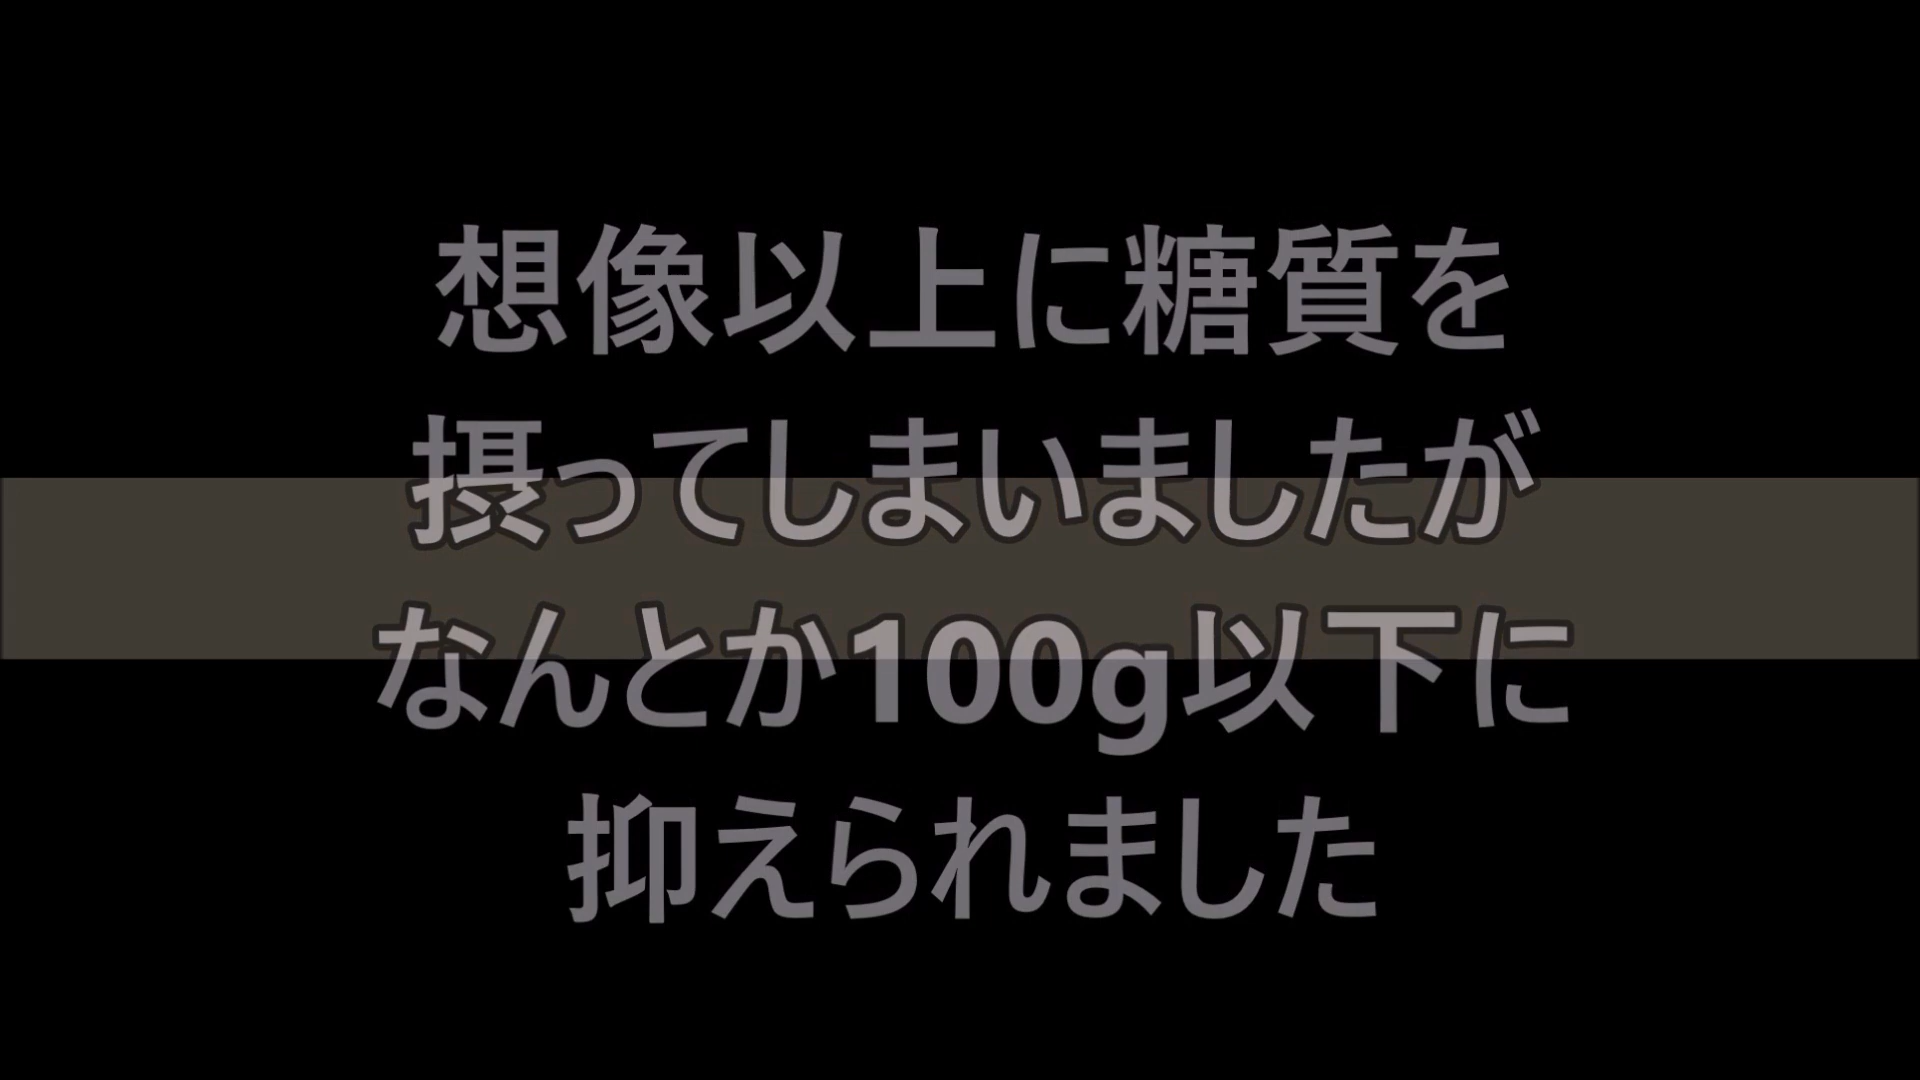 想像以上に糖質を
摂ってしまいましたが
なんとか100g以下に
抑えられました